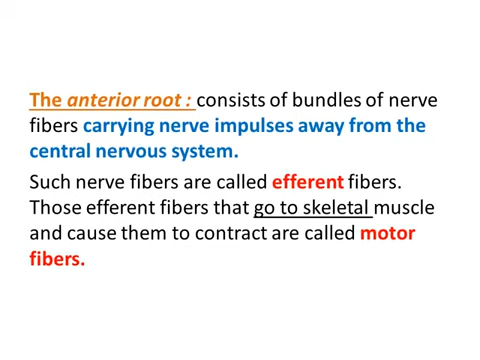 The anterior root : consists of bundles of nerve
fibers carrying nerve impulses away from the
central nervous system.
Such nerve fibers are called efferent fibers.
Those efferent fibers that go to skeletal muscle
and cause them to contract are called motor
fibers.